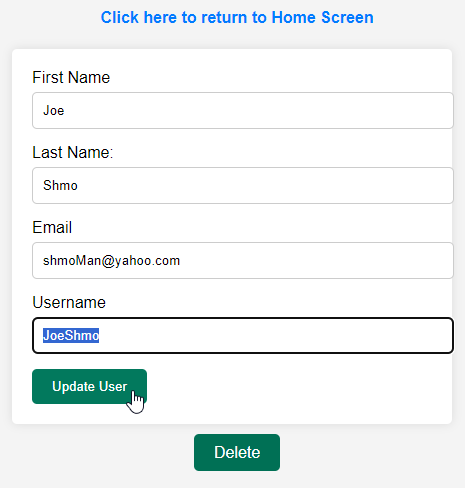 Click here to return to Home Screen
First Name
Joe
Last Name:
Shmo
Email
shmoMan@yahoo.com
Username
JoeShmo
Update User
Delete